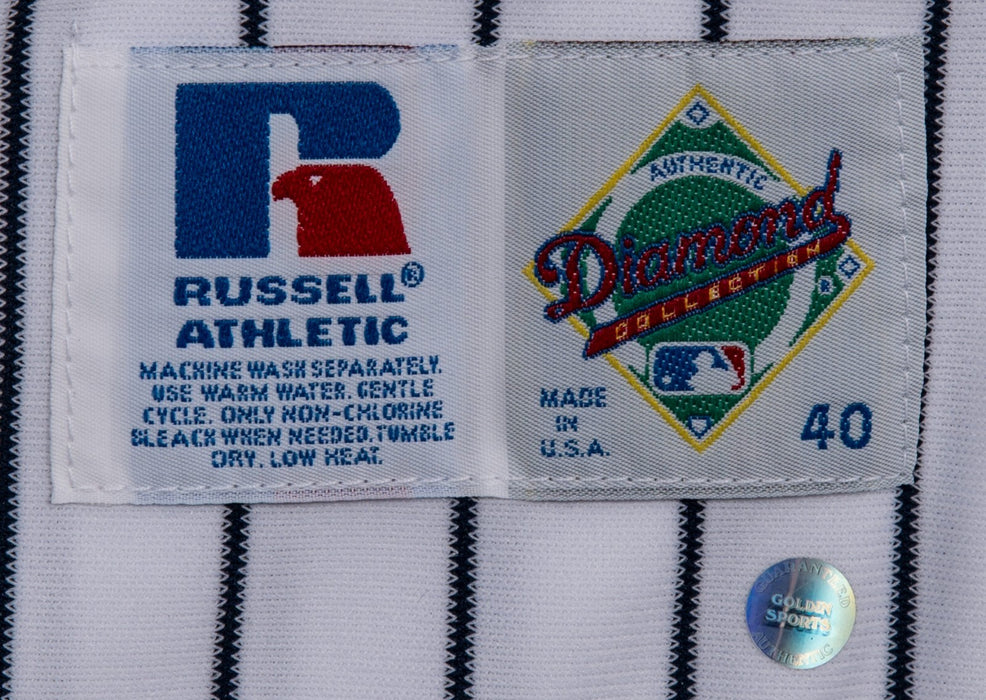 RUSSELL®
ATHLETIC
MACHINE WASH SEPARATELY.
USE WARM WATER. GENTLE
CYCLE. ONLY NON-CHLORINE
BLEACH WHEN NEEDED. TUMBLE
DRY. LOW HEAT.
AUTHENTIC
Diamond
COLLECTION
MADE
IN
U.S.A.
40
GUARANTEED
GOLDIN
SPORTS
AUTHENTIC